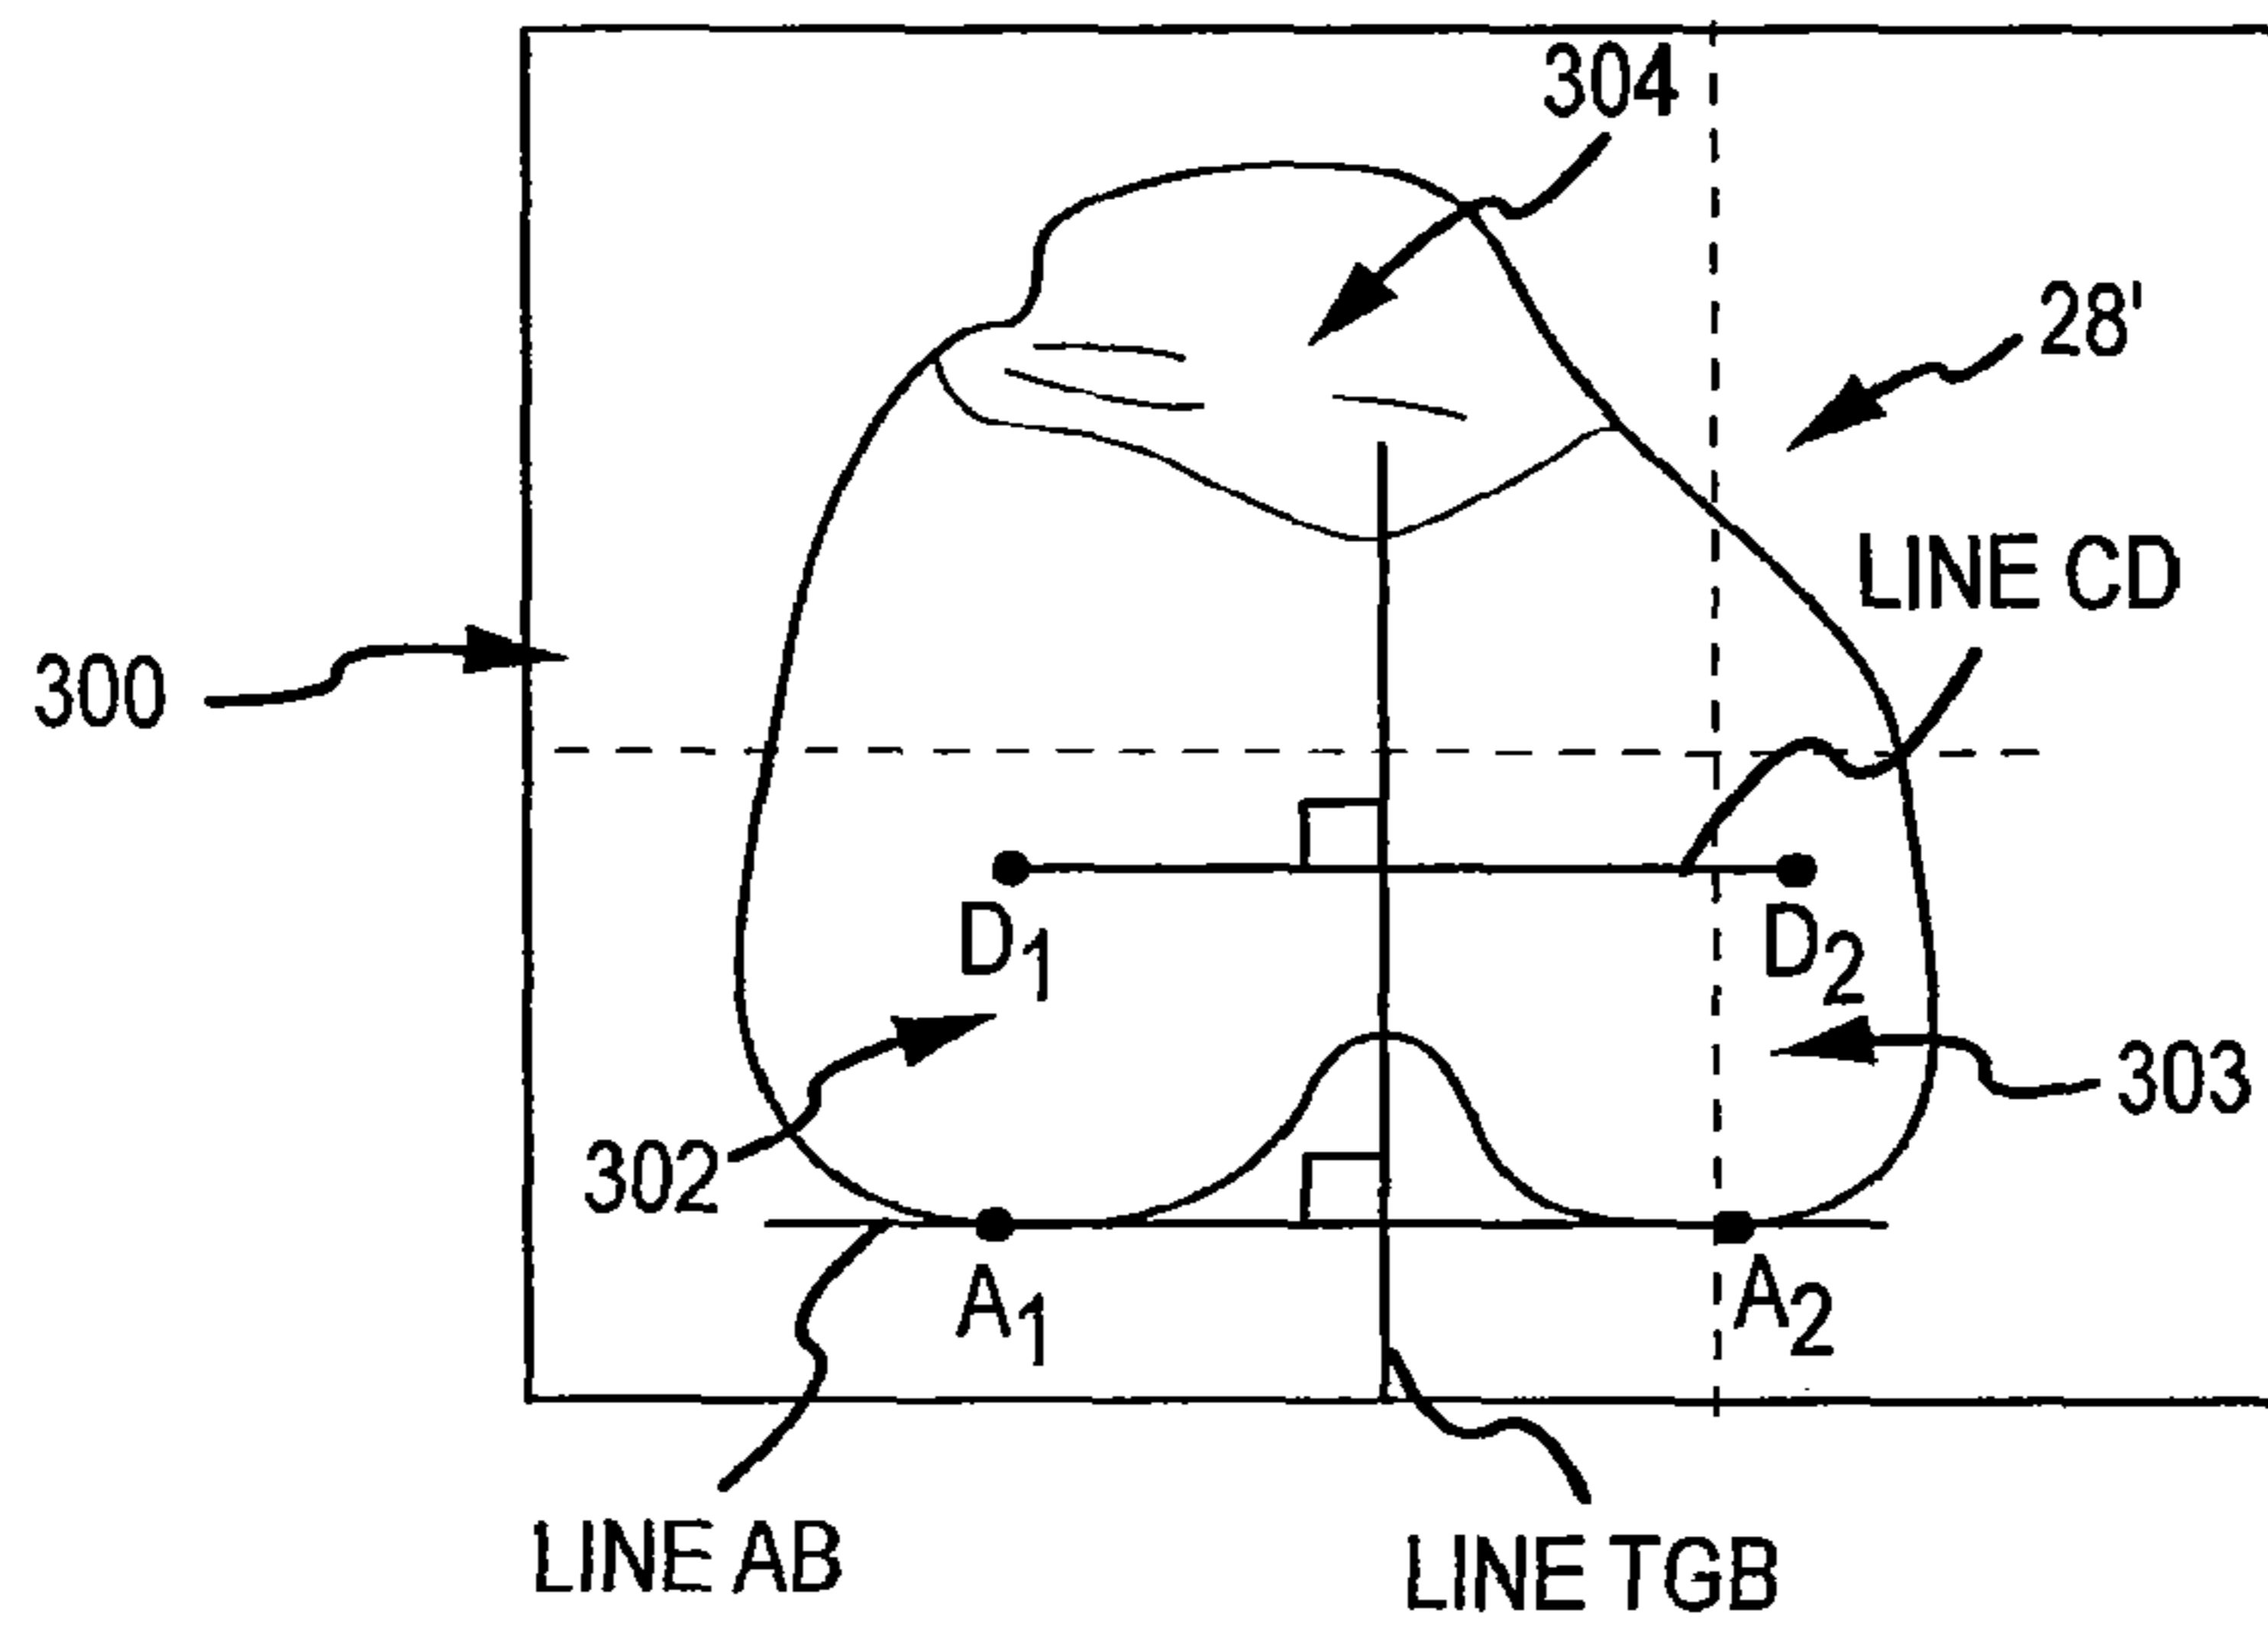 304
28'
LINE CD
300
D1
D2
302
303
A1
A2
LINE AB
LINE TGB